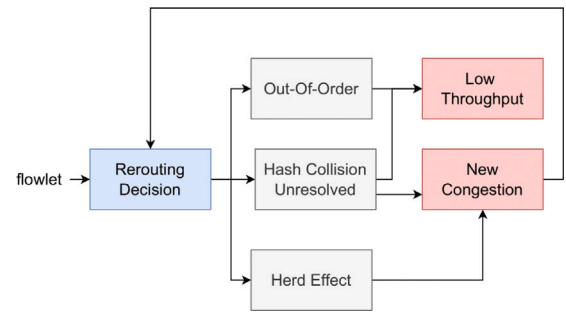 Out-Of-Order
Low
Throughput
flowlet
Rerouting
Decision
Hash Collision
Unresolved
New
Congestion
Herd Effect